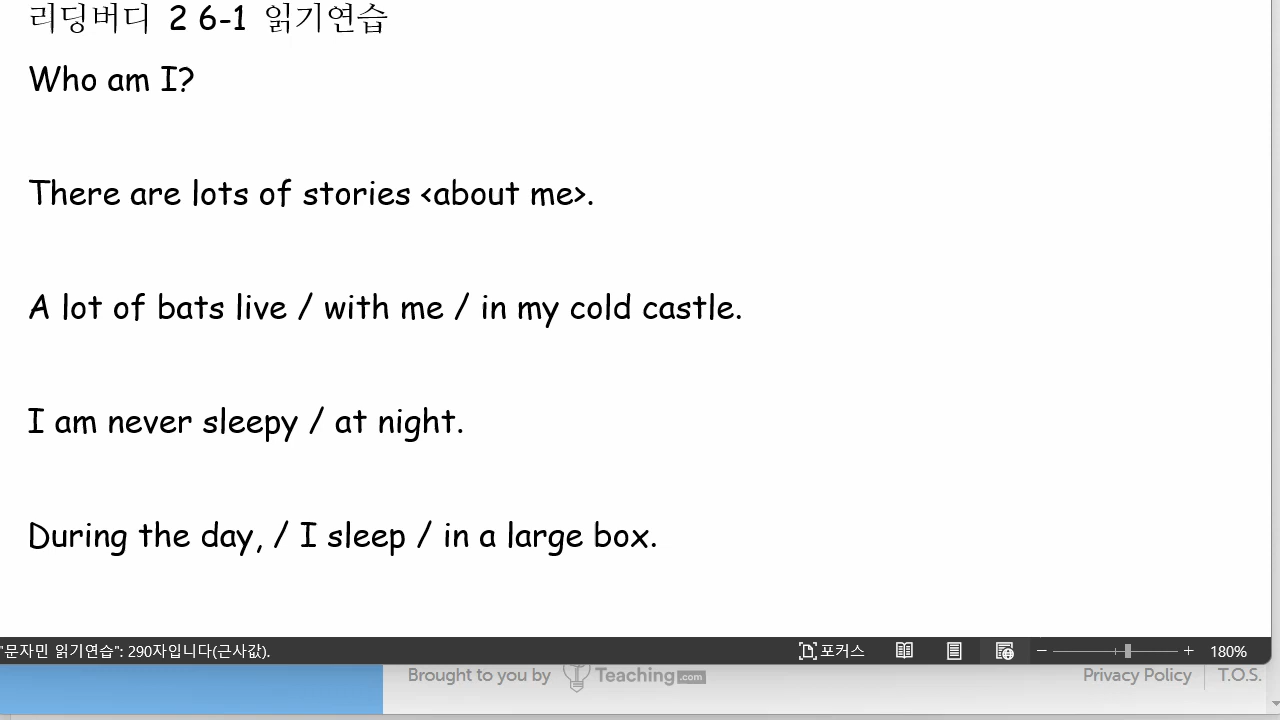 리딩버디 2 6-1 읽기연습
Who am I?
There are lots of stories <about me>.
A lot of bats live / with me / in my cold castle.
I am never sleepy / at night.
During the day, / I sleep / in a large box.
"문자민 읽기연습": 290자입니다(근사값).
포커스
180%
Brought to you by
Teaching.com
Privacy Policy
T.O.S.